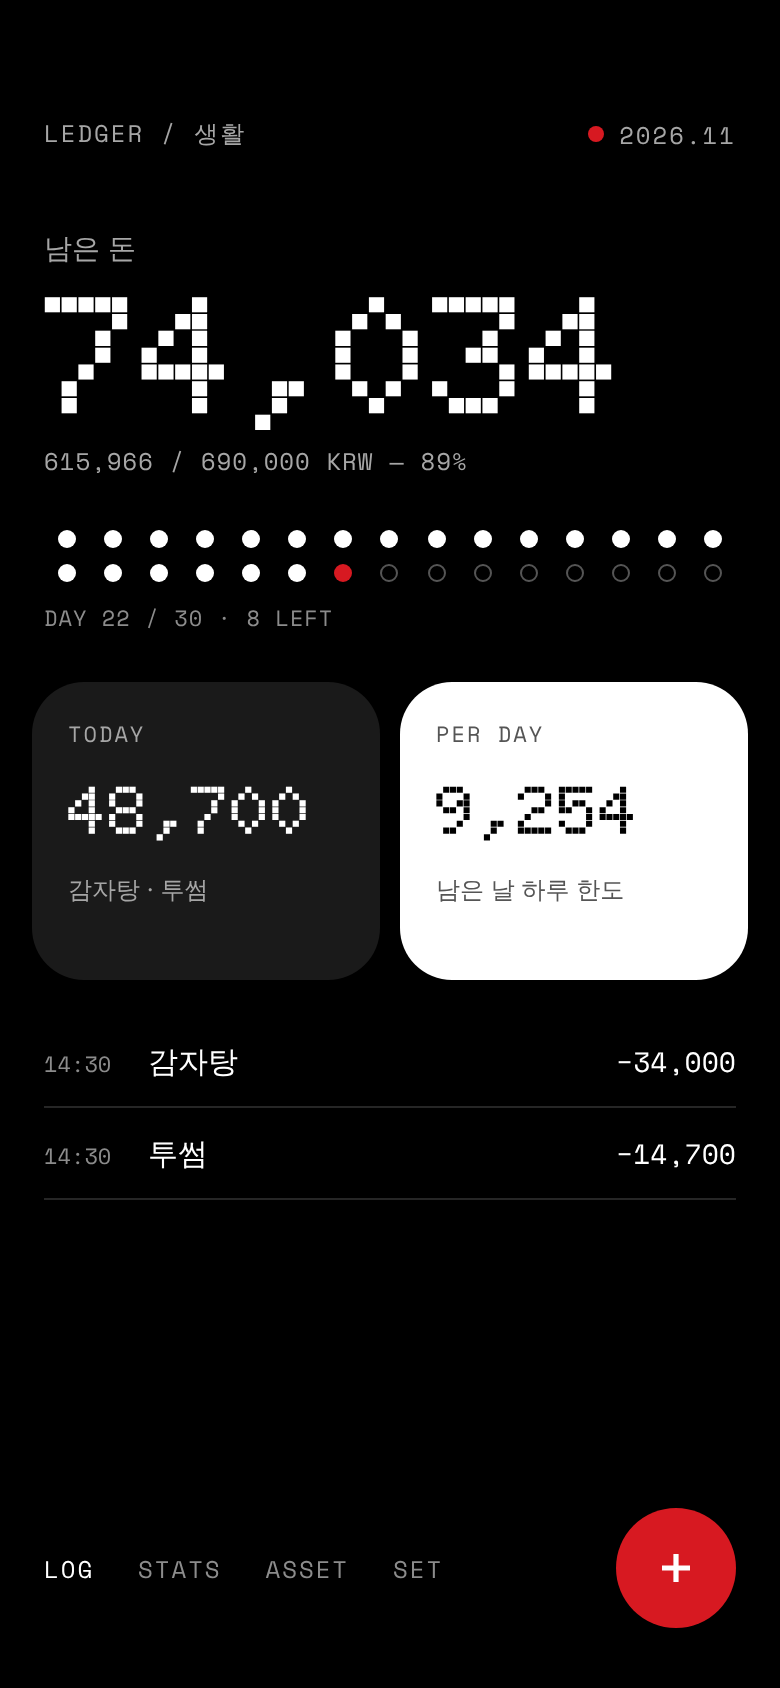 LEDGER / 생활
2026.11
남은 돈
74,034
615,966 / 690,000 KRW — 89%
DAY 22 / 30 · 8 LEFT
TODAY
48,700
감자탕 · 투썸
PER DAY
9,254
남은 날 하루 한도
14:30 감자탕 -34,000
14:30 투썸 -14,700
LOG STATS ASSET SET +